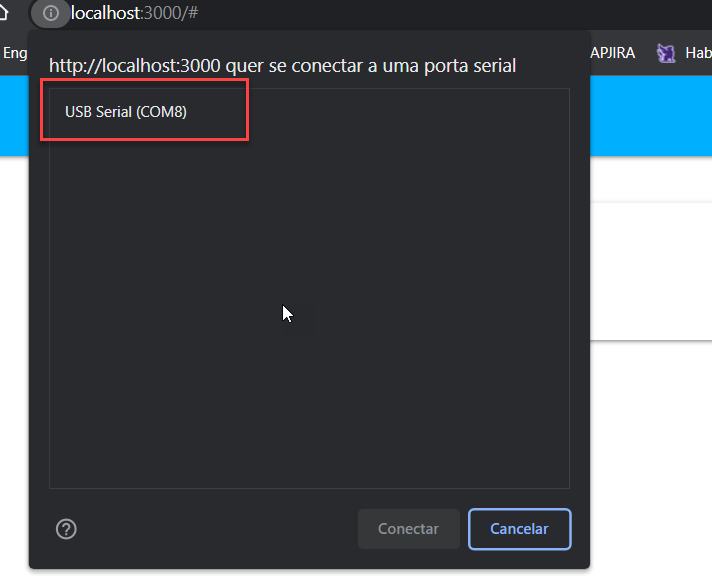 localhost:3000/#
Eng
APJIRA
Hab
http://localhost:3000 quer se conectar a uma porta serial
USB Serial (COM8)
Conectar
Cancelar